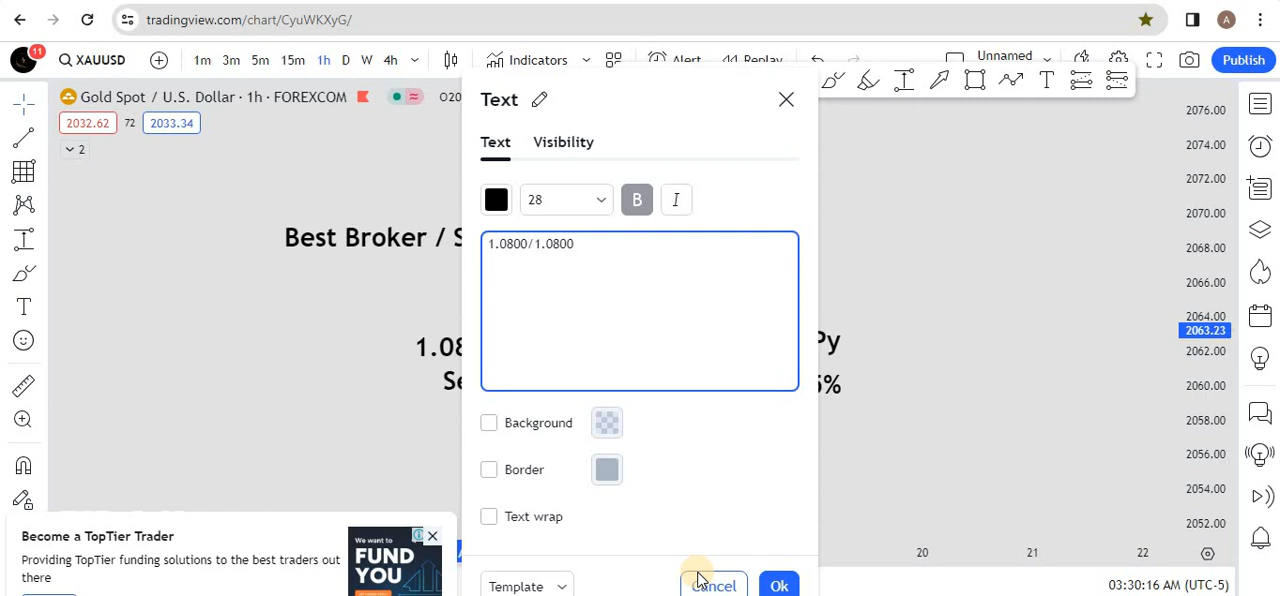 tradingview.com/chart/CyuWKXyG/
A
11
XAUUSD
1m 3m 5m 15m 1h D W 4h
Indicators
Alert
Replay
Unnamed
Publish
Gold Spot / U.S. Dollar · 1h · FOREXCOM
O20
2032.62
72
2033.34
2
Text
Text
Visibility
28
B
I
1.0800/1.0800
Background
Border
Text wrap
Template
Cancel
Ok
Best Broker / S
1.08
Py
Se
5%
T
T
2076.00
2074.00
2072.00
2070.00
2068.00
2066.00
2064.00
2063.23
2062.00
2060.00
2058.00
2056.00
2054.00
2052.00
20
21
22
03:30:16 AM (UTC-5)
Become a TopTier Trader
Providing TopTier funding solutions to the best traders out
there
We want to
FUND
YOU